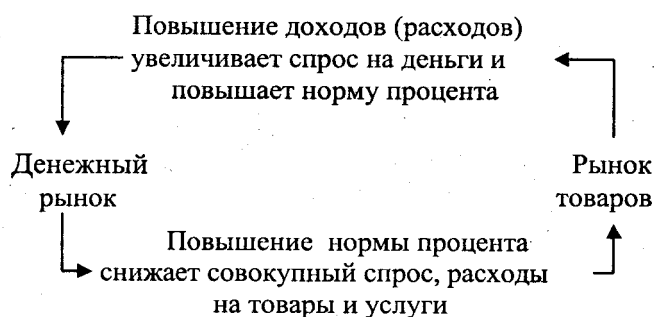 Повышение доходов (расходов)
увеличивает спрос на деньги и
повышает норму процента
Денежный
рынок
Рынок
товаров
Повышение нормы процента
снижает совокупный спрос, расходы
на товары и услуги